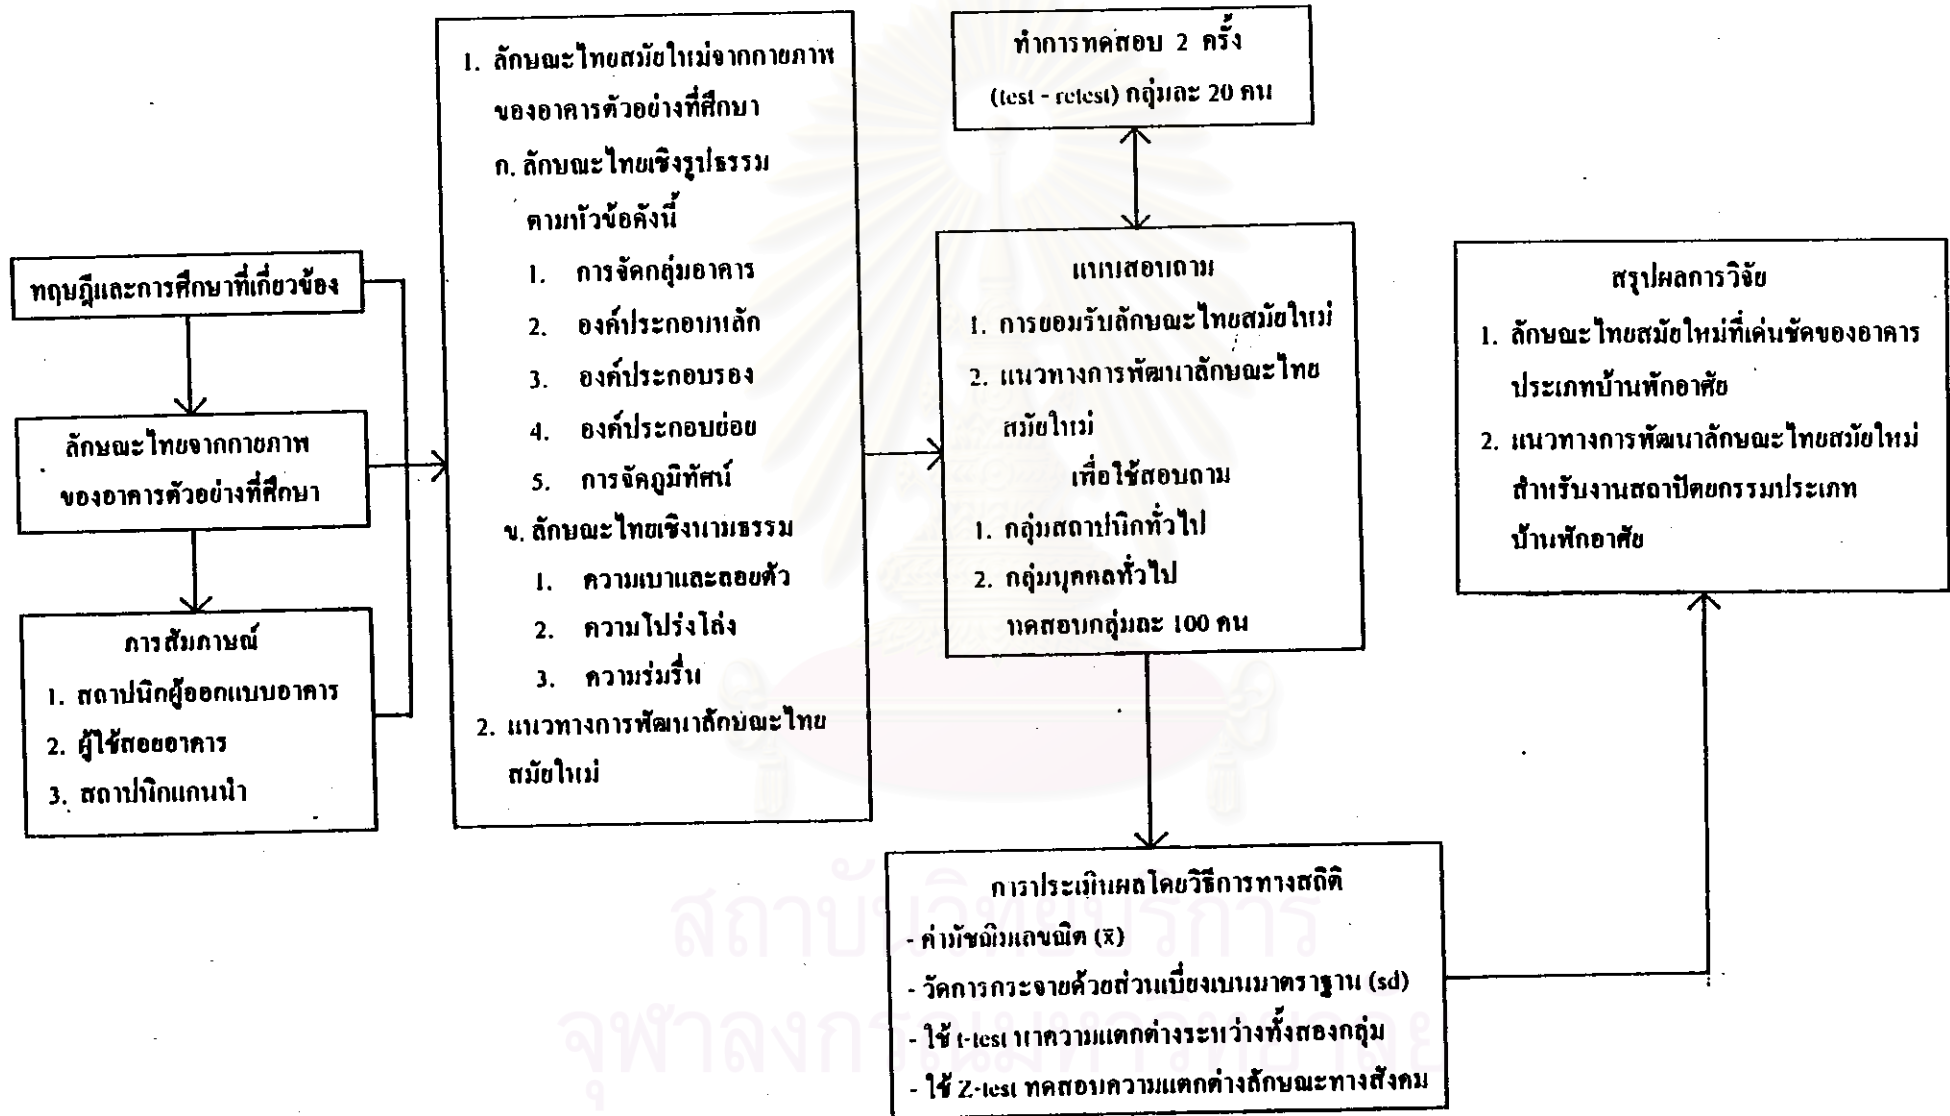 ทฤษฎีและการศึกษาที่เกี่ยวข้อง
ลักษณะไทยจากกายภาพ
ของอาคารตัวอย่างที่ศึกษา
การสัมภาษณ์
1. สถาปนิกผู้ออกแบบอาคาร
2. ผู้ใช้สอยอาคาร
3. สถาปนิกแกนนำ
1. ลักษณะไทยสมัยใหม่จากกายภาพ
ของอาคารตัวอย่างที่ศึกษา
ก. ลักษณะไทยเชิงรูปธรรม
ตามหัวข้อดังนี้
1. การจัดกลุ่มอาคาร
2. องค์ประกอบหลัก
3. องค์ประกอบรอง
4. องค์ประกอบย่อย
5. การจัดภูมิทัศน์
ข. ลักษณะไทยเชิงนามธรรม
1. ความเบาและลอยตัว
2. ความโปร่งโล่ง
3. ความร่มรื่น
2. แนวทางการพัฒนาลักษณะไทย
สมัยใหม่
ทำการทดสอบ 2 ครั้ง
(test - retest) กลุ่มละ 20 คน
แบบสอบถาม
1. การยอมรับลักษณะไทยสมัยใหม่
2. แนวทางการพัฒนาลักษณะไทย
สมัยใหม่
เพื่อใช้สอบถาม
1. กลุ่มสถาปนิกทั่วไป
2. กลุ่มบุคคลทั่วไป
ทดสอบกลุ่มละ 100 คน
การประเมินผลโดยวิธีการทางสถิติ
- ค่ามัชฌิมเลขณิต (x̄)
- วัดการกระจายด้วยส่วนเบี่ยงเบนมาตราฐาน (sd)
- ใช้ t-test หาความแตกต่างระหว่างทั้งสองกลุ่ม
- ใช้ Z-test ทดสอบความแตกต่างลักษณะทางสังคม
สรุปผลการวิจัย
1. ลักษณะไทยสมัยใหม่ที่เด่นชัดของอาคาร
ประเภทบ้านพักอาศัย
2. แนวทางการพัฒนาลักษณะไทยสมัยใหม่
สำหรับงานสถาปัตยกรรมประเภท
บ้านพักอาศัย
สถาบันวิทยบริการ
จุฬาลงกรณ์มหาวิทยาลัย